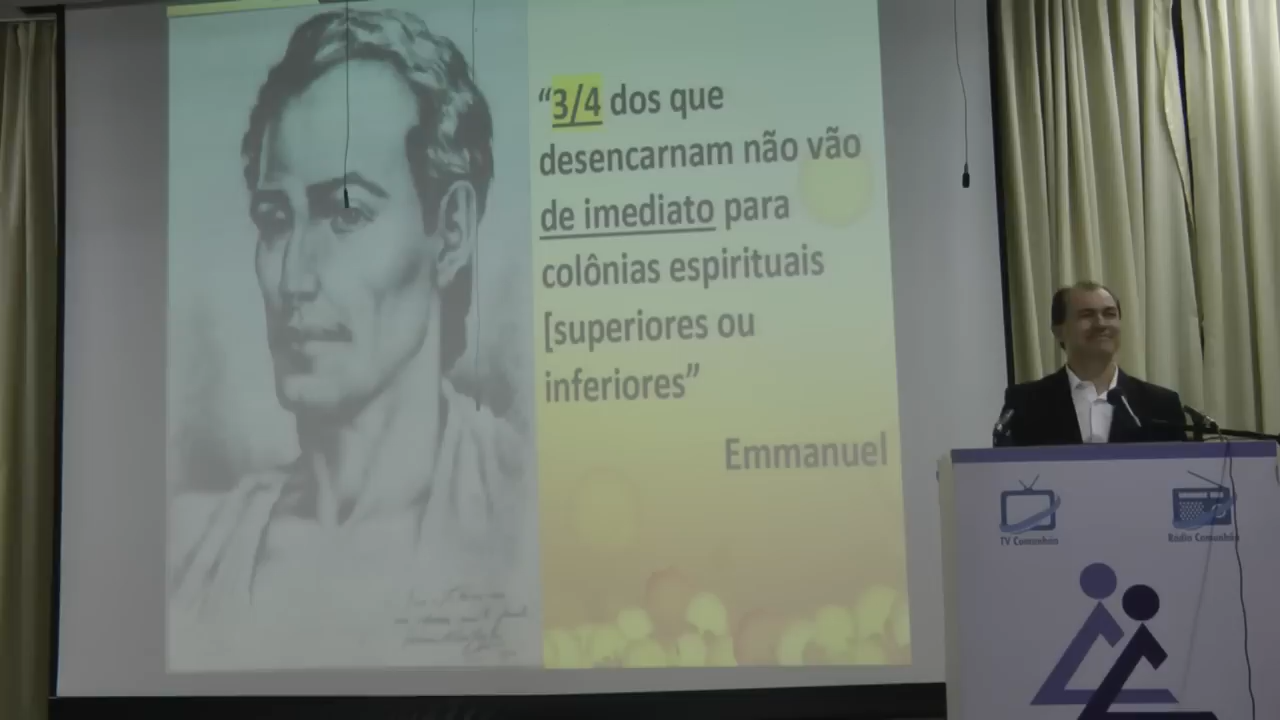 “3/4 dos que
desencarnam não vão
de imediato para
colônias espirituais
[superiores ou
inferiores”
Emmanuel
TV Comunhão
Rádio Comunhão